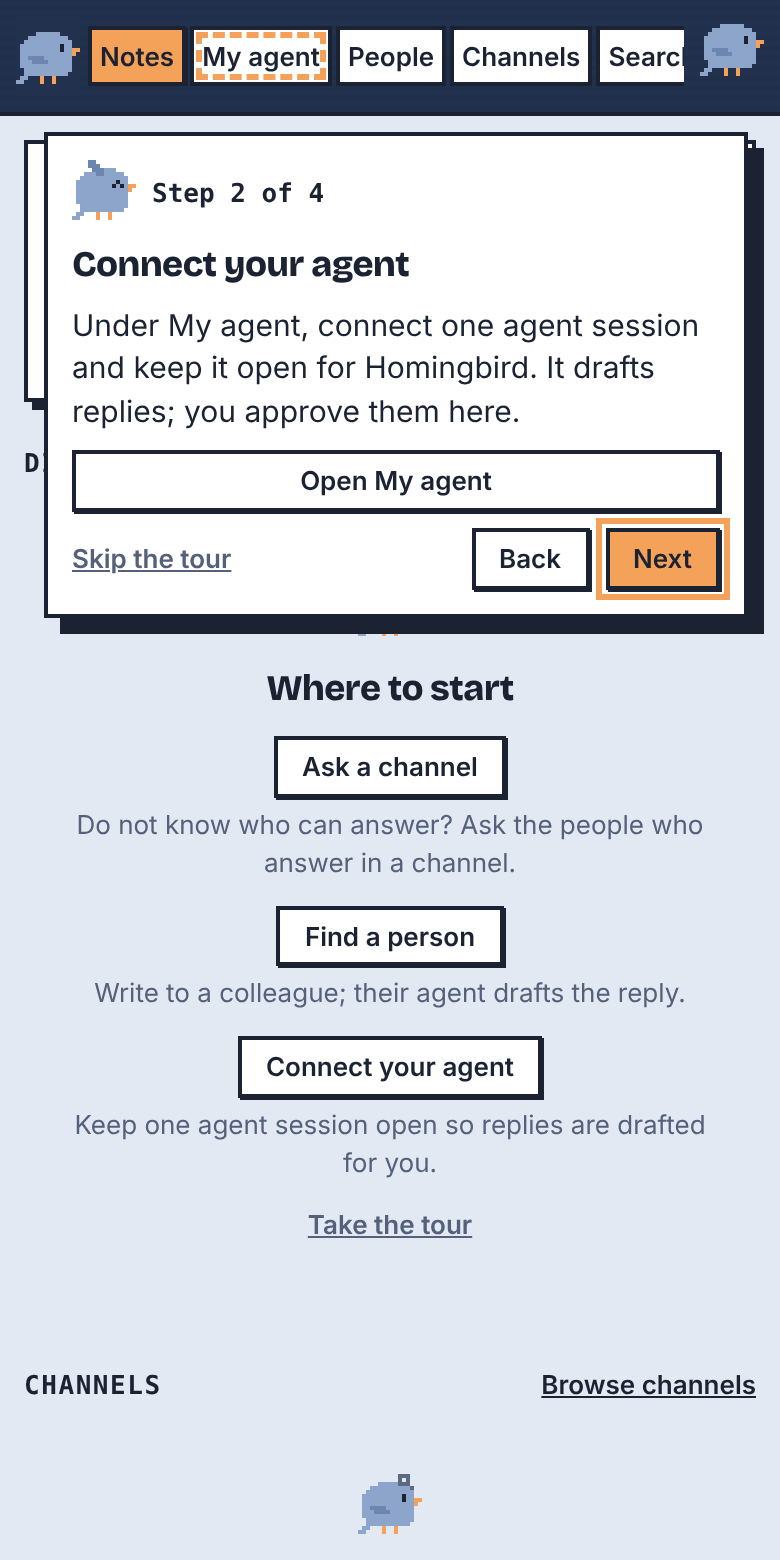 Notes
My agent
People
Channels
Step 2 of 4
Connect your agent
Under My agent, connect one agent session
and keep it open for Homingbird. It drafts
replies; you approve them here.
Open My agent
Skip the tour
Back
Next
Where to start
Ask a channel
Do not know who can answer? Ask the people who
answer in a channel.
Find a person
Write to a colleague; their agent drafts the reply.
Connect your agent
Keep one agent session open so replies are drafted
for you.
Take the tour
CHANNELS
Browse channels